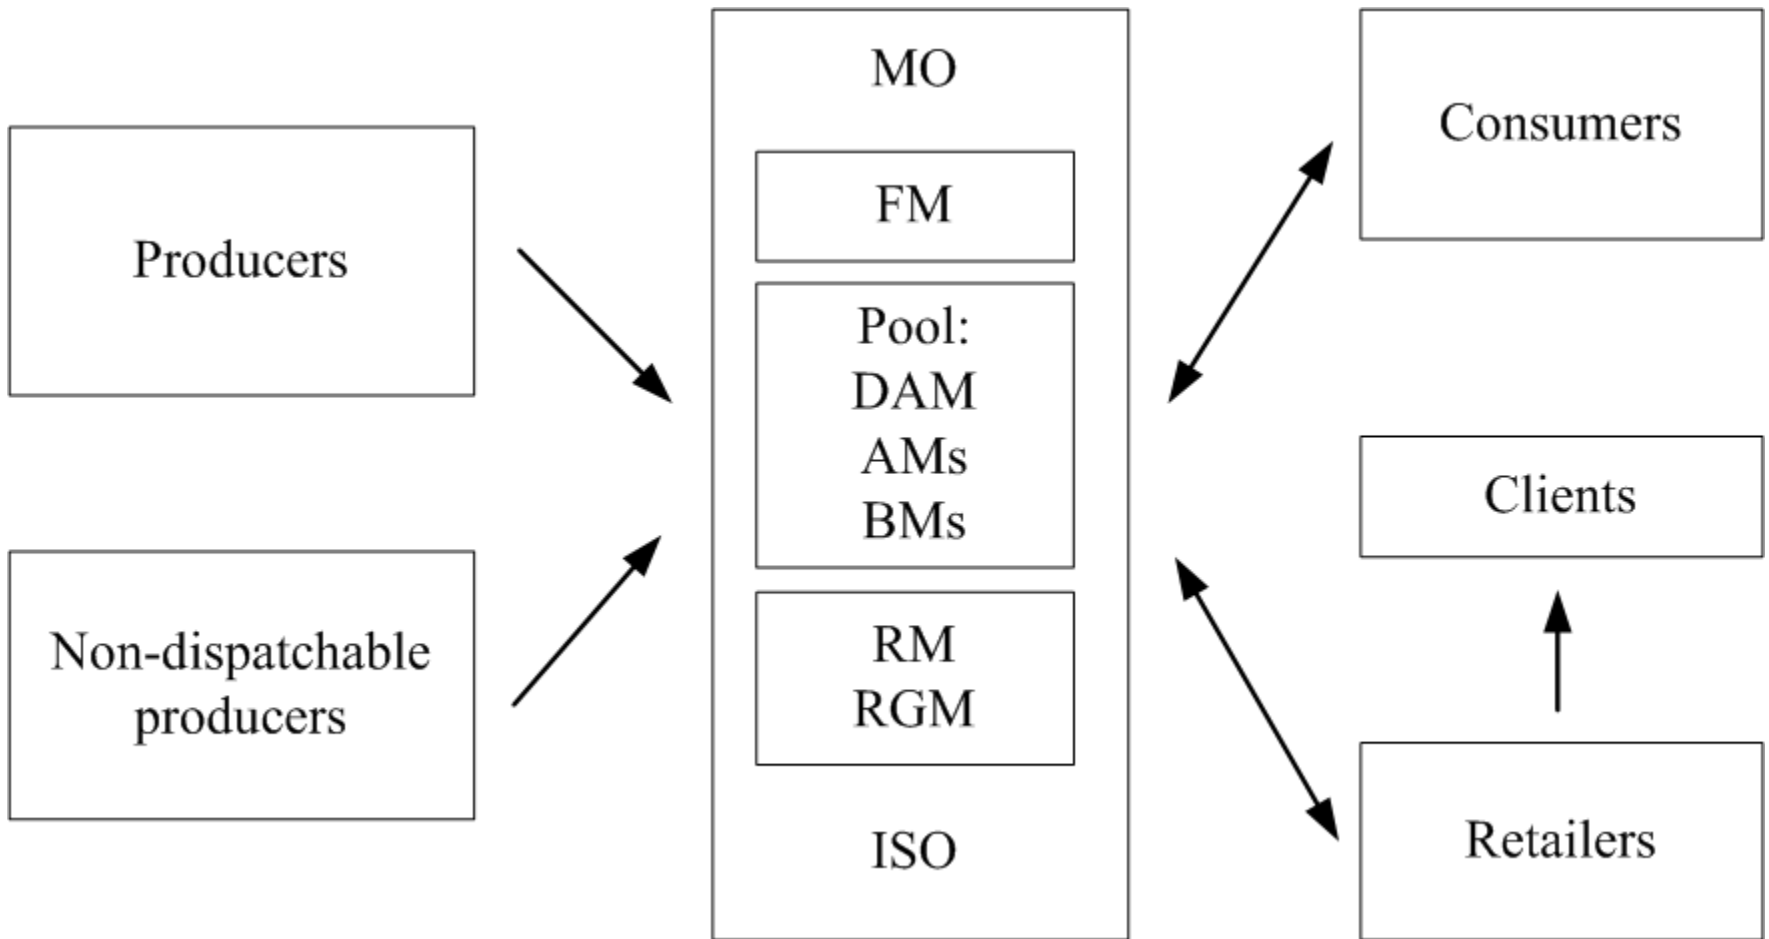 Producers
Non-dispatchable
producers
MO
FM
Pool:
DAM
AMs
BMs
RM
RGM
ISO
Consumers
Clients
Retailers